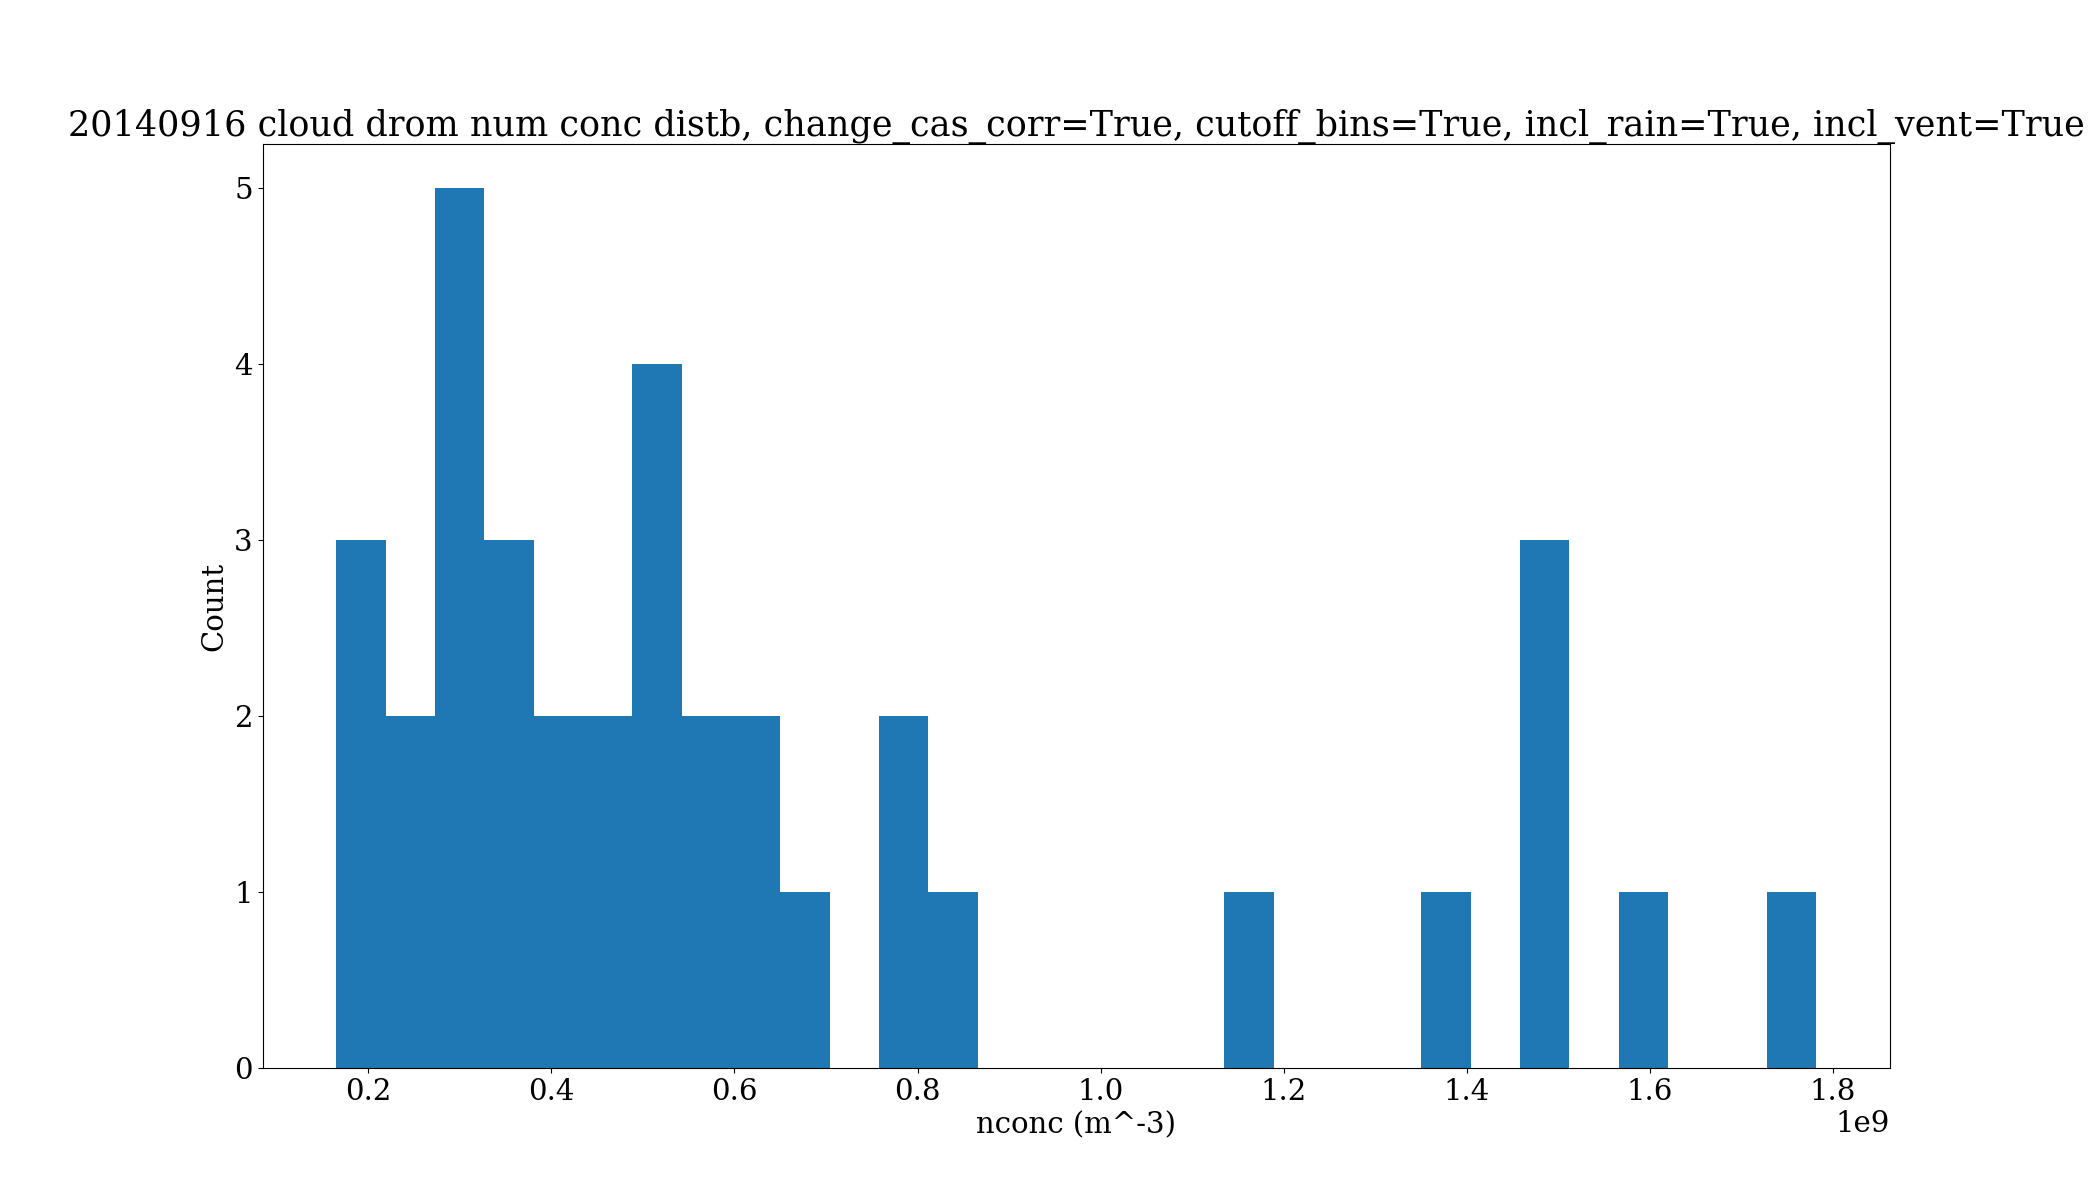 20140916 cloud drom num conc distb, change_cas_corr=True, cutoff_bins=True, incl_rain=True, incl_vent=True
5
4
3
2
1
0
Count
0.2 0.4 0.6 0.8 1.0 1.2 1.4 1.6 1.8
nconc (m^-3)
1e9